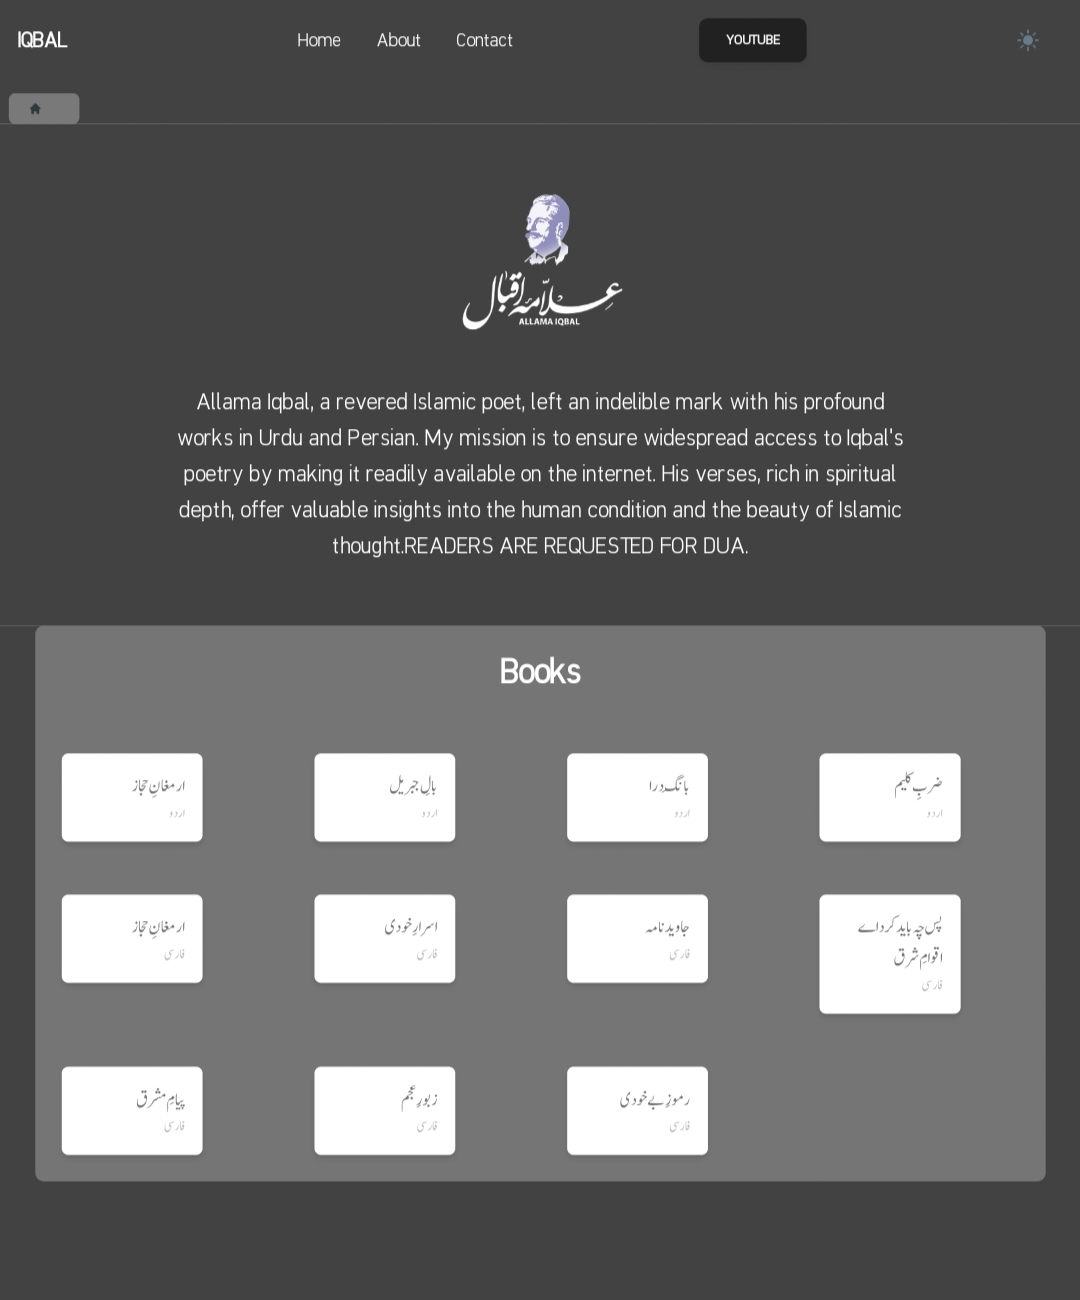 IQBAL
Home
About
Contact
YOUTUBE
علامہ اقبال
ALLAMA IQBAL
Allama Iqbal, a revered Islamic poet, left an indelible mark with his profound
works in Urdu and Persian. My mission is to ensure widespread access to Iqbal's
poetry by making it readily available on the internet. His verses, rich in spiritual
depth, offer valuable insights into the human condition and the beauty of Islamic
thought.READERS ARE REQUESTED FOR DUA.
Books
ارمغانِ حجاز
اردو
بالِ جبریل
اردو
بانگِ درا
اردو
ضربِ کلیم
اردو
ارمغانِ حجاز
فارسی
اسرارِ خودی
فارسی
جاوید نامہ
فارسی
پس چہ باید کرد اے
اقوامِ شرق
فارسی
پیامِ مشرق
فارسی
زبورِ عجم
فارسی
رموزِ بے خودی
فارسی